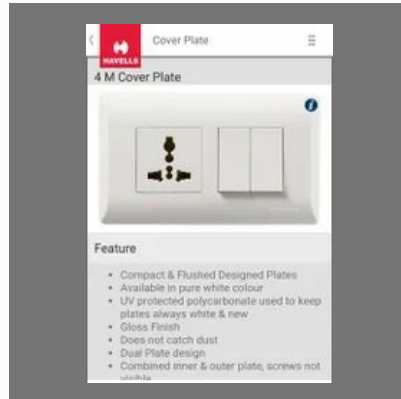 Cover Plate
HAVELLS
4 M Cover Plate
i
Feature
• Compact & Flushed Designed Plates
• Available in pure white colour
• UV protected polycarbonate used to keep
plates always white & new
• Gloss Finish
• Does not catch dust
• Dual Plate design
• Combined inner & outer plate, screws not
visible